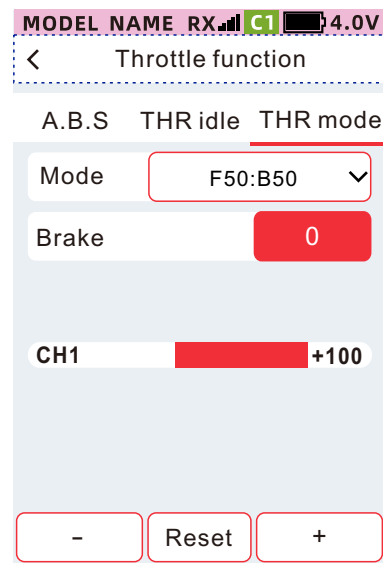 MODEL NAME RX C1 4.0V
< Throttle function
A.B.S THR idle THR mode
Mode F50:B50
Brake 0
CH1 +100
- Reset +